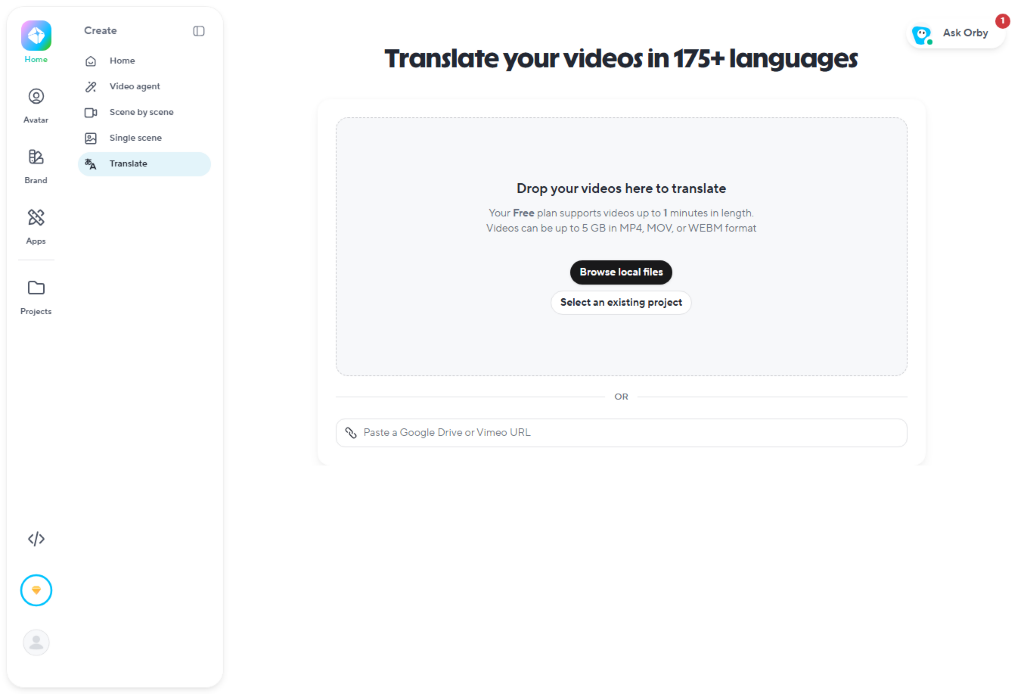 Home
Avatar
Brand
Apps
Projects
Create
Home
Video agent
Scene by scene
Single scene
Translate
Ask Orby
1
Translate your videos in 175+ languages
Drop your videos here to translate
Your Free plan supports videos up to 1 minutes in length.
Videos can be up to 5 GB in MP4, MOV, or WEBM format
Browse local files
Select an existing project
OR
Paste a Google Drive or Vimeo URL